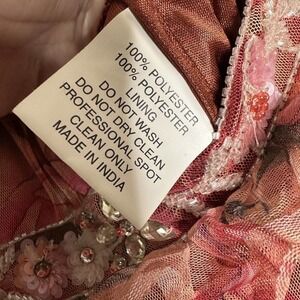 100% POLYESTER
100% POLYESTER
LINING
DO NOT WASH
DO NOT DRY CLEAN
PROFESSIONAL SPOT
CLEAN ONLY
MADE IN INDIA